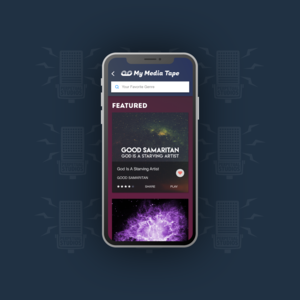 My Media Tape
Your Favorite Genre
FEATURED
GOOD SAMARITAN
GOD IS A STARVING ARTIST
God Is A Starving Artist
GOOD SAMARITAN
SHARE
PLAY